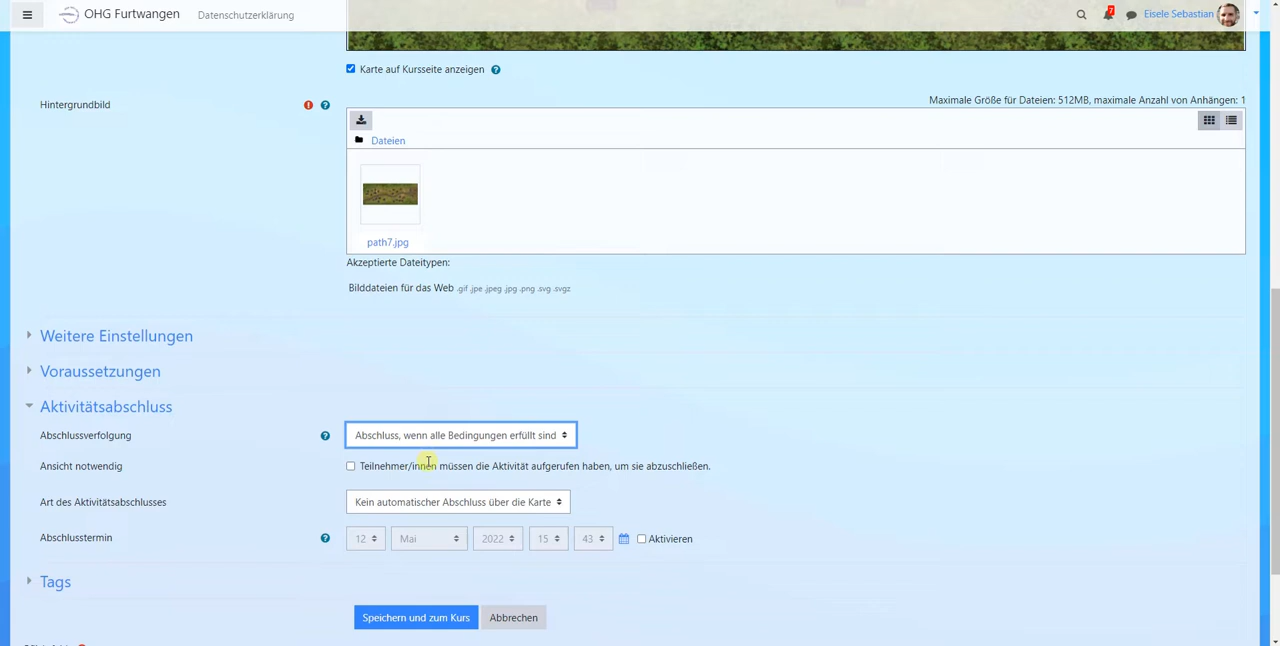 OHG Furtwangen
Datenschutzerklärung
7
Eisele Sebastian
Karte auf Kursseite anzeigen
Hintergrundbild
Maximale Größe für Dateien: 512MB, maximale Anzahl von Anhängen: 1
Dateien
path7.jpg
Akzeptierte Dateitypen:
Bilddateien für das Web .gif .jpe .jpeg .jpg .png .svg .svgz
Weitere Einstellungen
Voraussetzungen
Aktivitätsabschluss
Abschlussverfolgung
Abschluss, wenn alle Bedingungen erfüllt sind
Ansicht notwendig
Teilnehmer/innen müssen die Aktivität aufgerufen haben, um sie abzuschließen.
Art des Aktivitätsabschlusses
Kein automatischer Abschluss über die Karte
Abschlusstermin
12 Mai 2022 15 43 Aktivieren
Tags
Speichern und zum Kurs
Abbrechen